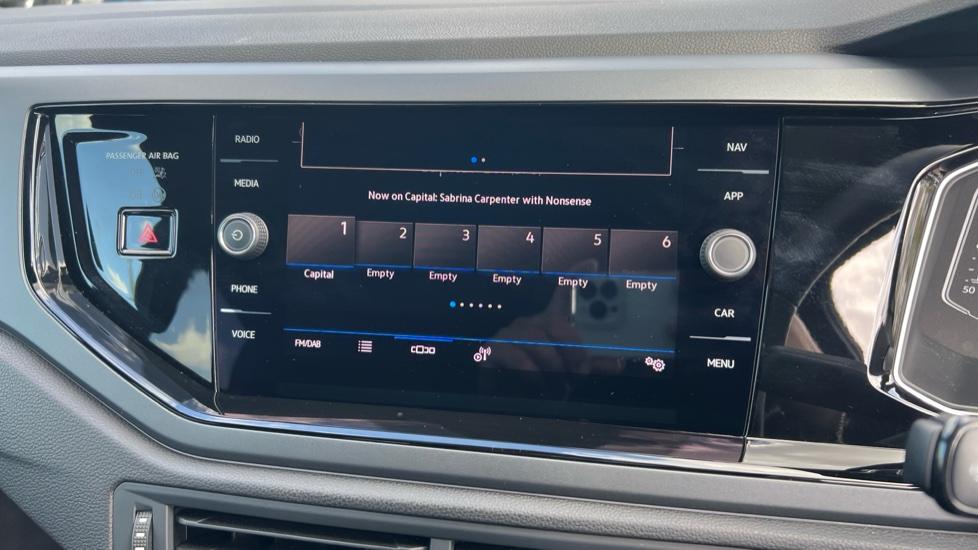 PASSENGER AIR BAG
RADIO
MEDIA
PHONE
VOICE
Now on Capital: Sabrina Carpenter with Nonsense
1
2
3
4
5
6
Capital
Empty
Empty
Empty
Empty
Empty
FM/DAB
NAV
APP
CAR
MENU
50